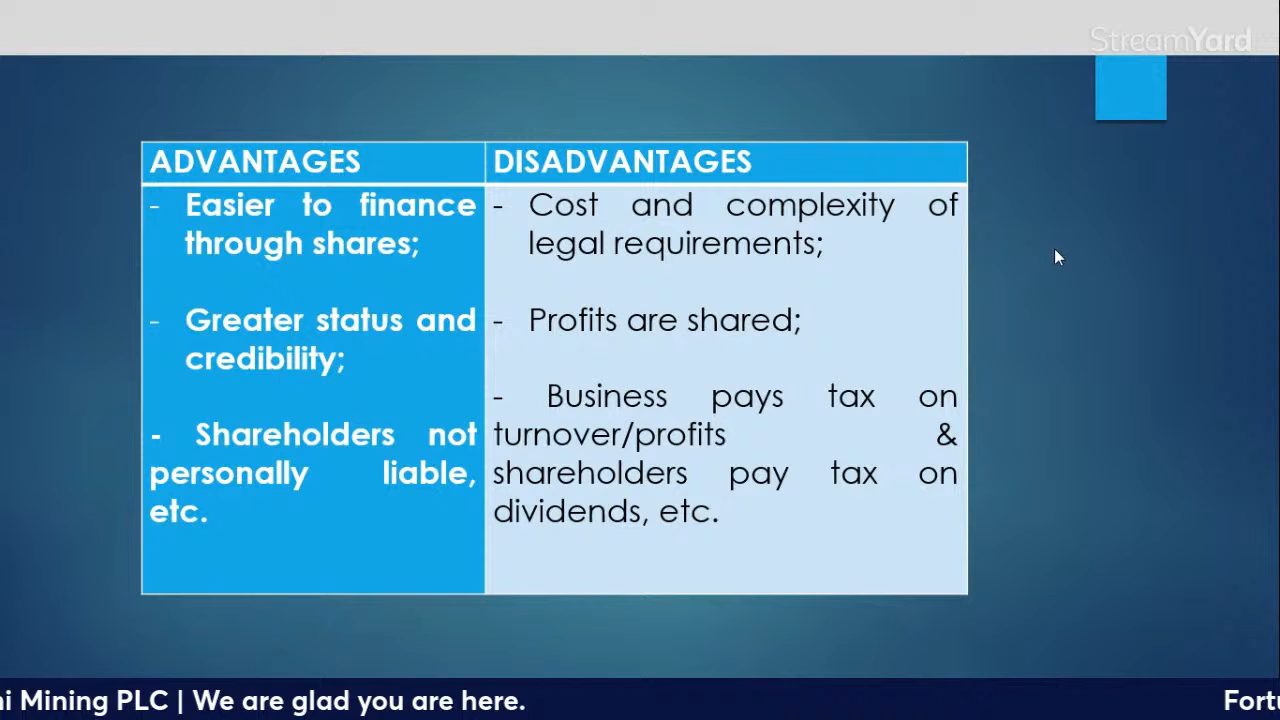 StreamYard
ADVANTAGES
- Easier to finance
through shares;
- Greater status and
credibility;
- Shareholders not
personally liable,
etc.
DISADVANTAGES
- Cost and complexity of
legal requirements;
- Profits are shared;
- Business pays tax on
turnover/profits &
shareholders pay tax on
dividends, etc.
Mining PLC | We are glad you are here.